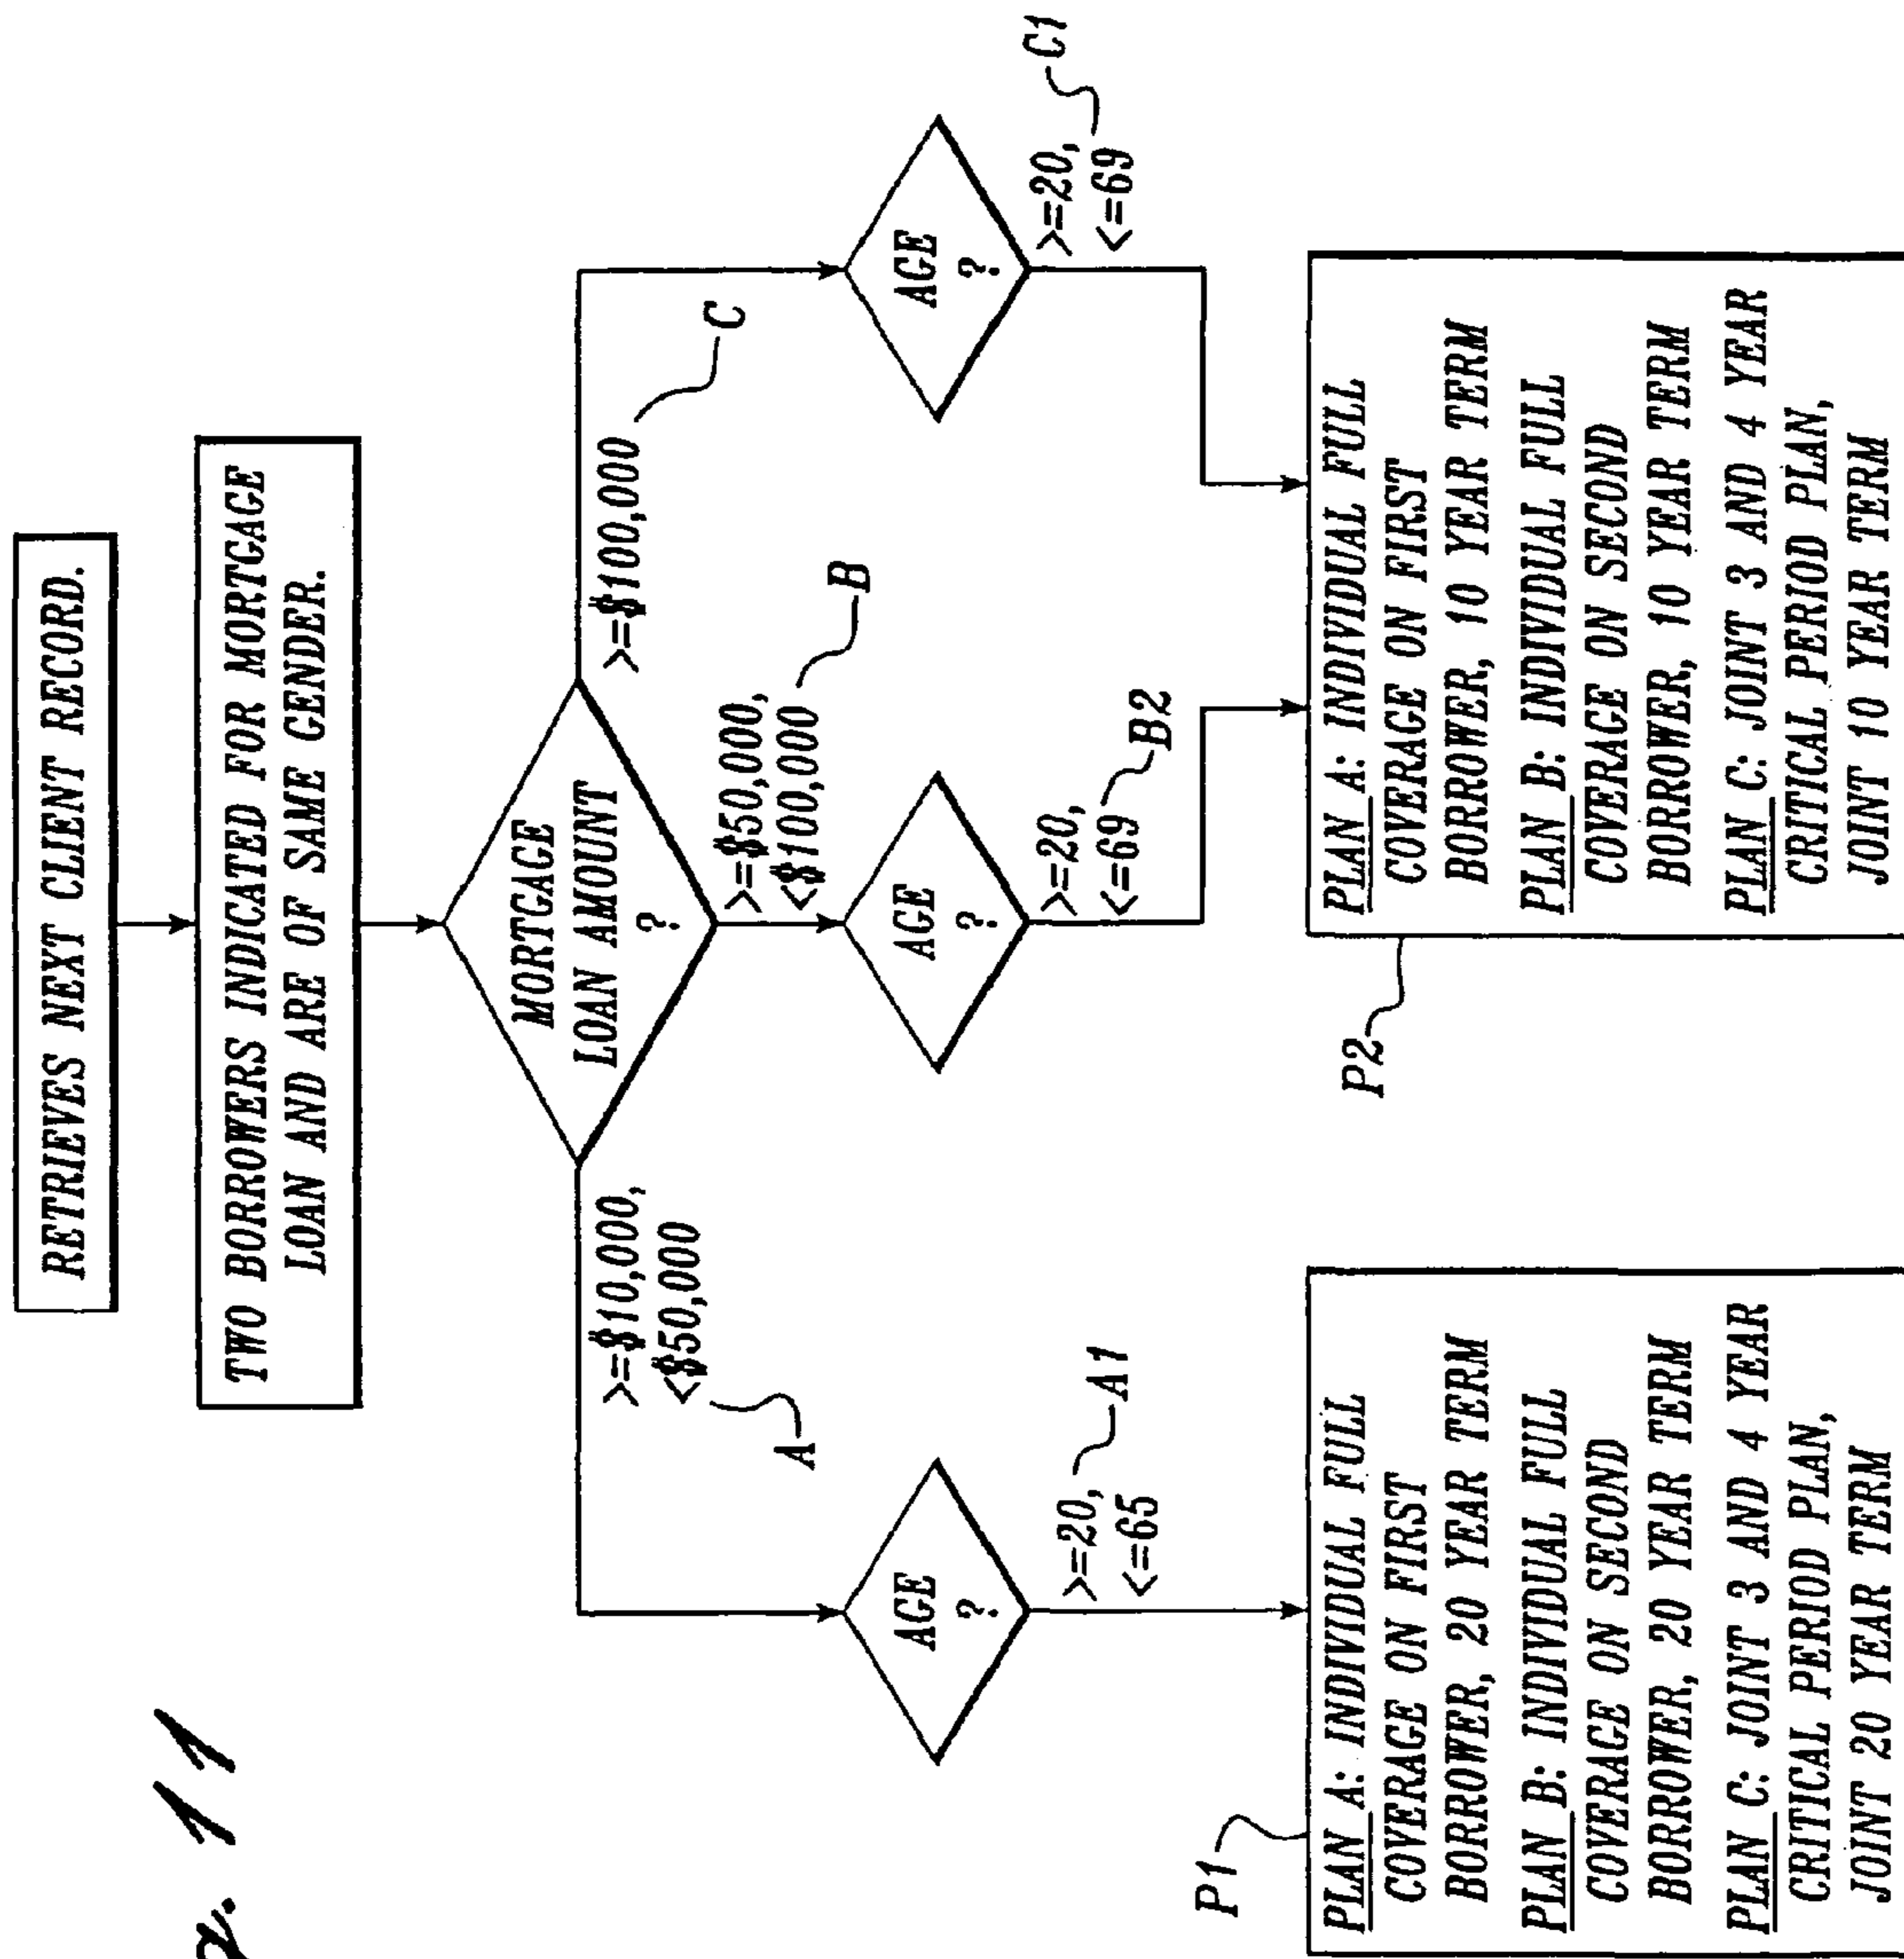 RETRIEVES NEXT CLIENT RECORD.
TWO BORROWERS INDICATED FOR MORTGAGE
LOAN AND ARE OF SAME GENDER.
MORTGAGE
LOAN AMOUNT
?
>=$10,000,
<$50,000
A
>=$50,000,
<$100,000
B
>=$100,000
C
AGE
?
>=20,
<=65
A1
AGE
?
>=20,
<=69
B2
AGE
?
>=20,
<=69
C1
P1
PLAN A: INDIVIDUAL FULL
COVERAGE ON FIRST
BORROWER, 20 YEAR TERM
PLAN B: INDIVIDUAL FULL
COVERAGE ON SECOND
BORROWER, 20 YEAR TERM
PLAN C: JOINT 3 AND 4 YEAR
CRITICAL PERIOD PLAN,
JOINT 20 YEAR TERM
P2
PLAN A: INDIVIDUAL FULL
COVERAGE ON FIRST
BORROWER, 10 YEAR TERM
PLAN B: INDIVIDUAL FULL
COVERAGE ON SECOND
BORROWER, 10 YEAR TERM
PLAN C: JOINT 3 AND 4 YEAR
CRITICAL PERIOD PLAN,
JOINT 10 YEAR TERM
11